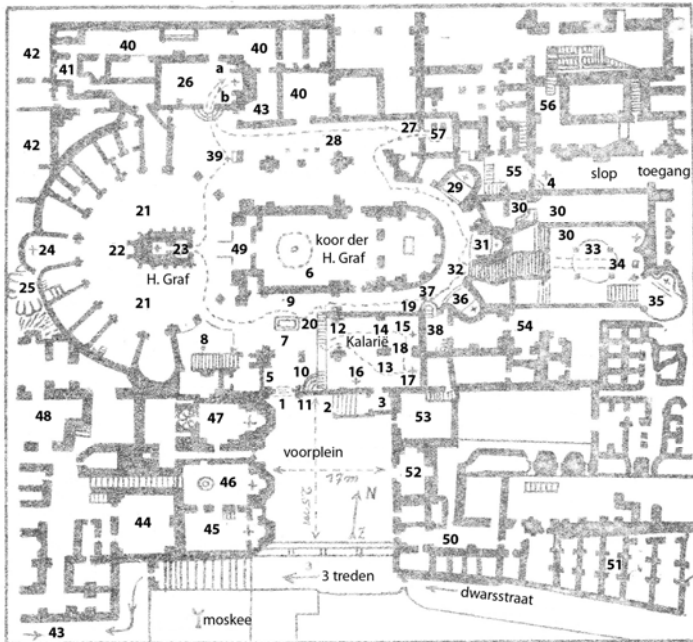 40 40
42
41 26 a
b 43 40
56
42
39 28 27 57
55 4 slop toegang
29 30 30
21
31 30 33
24 22 23 49 koor der
H. Graf
6
32 34
H. Graf
25 9 37 36 35
21 19
20 12 14 15 38 54
8 7 Kalarië 18
5 10 16 13 17
48 47 1 11 2 3 53
voorplein
52
46 17 m
25 m N
44 45 Z
50 51
3 treden
dwarsstraat
moskee
43